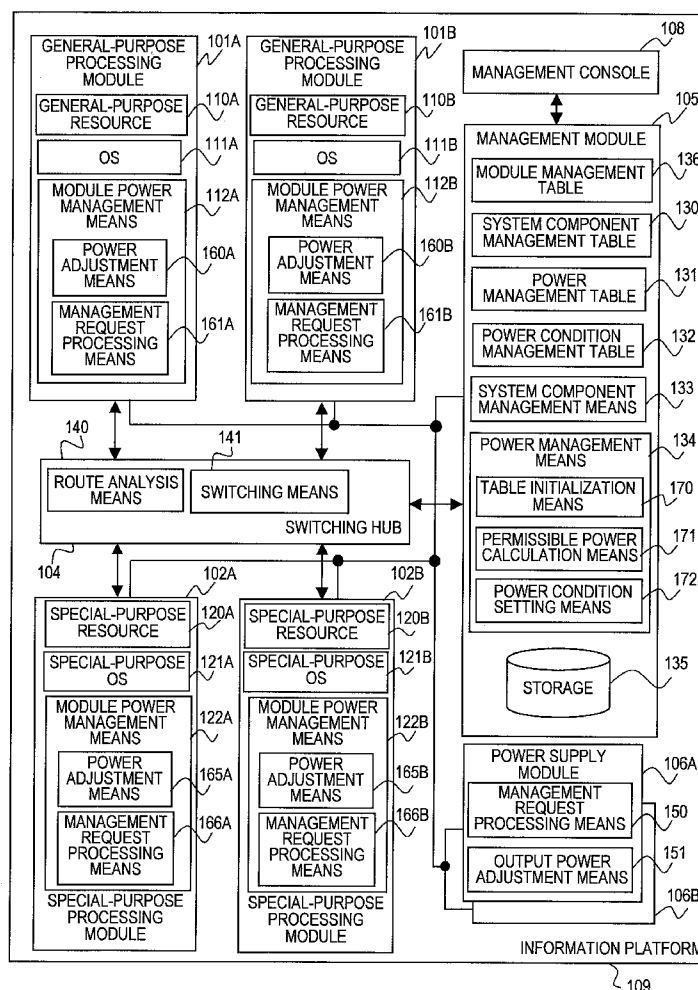 101A
GENERAL-PURPOSE
PROCESSING
MODULE
GENERAL-PURPOSE
RESOURCE
110A
OS
111A
MODULE POWER
MANAGEMENT
MEANS
112A
POWER
ADJUSTMENT
MEANS
160A
MANAGEMENT
REQUEST
PROCESSING
MEANS
161A
101B
GENERAL-PURPOSE
PROCESSING
MODULE
GENERAL-PURPOSE
RESOURCE
110B
OS
111B
MODULE POWER
MANAGEMENT
MEANS
112B
POWER
ADJUSTMENT
MEANS
160B
MANAGEMENT
REQUEST
PROCESSING
MEANS
161B
108
MANAGEMENT CONSOLE
105
MANAGEMENT MODULE
MODULE MANAGEMENT
TABLE
136
SYSTEM COMPONENT
MANAGEMENT TABLE
130
POWER
MANAGEMENT TABLE
131
POWER CONDITION
MANAGEMENT TABLE
132
SYSTEM COMPONENT
MANAGEMENT MEANS
133
POWER MANAGEMENT
MEANS
134
TABLE INITIALIZATION
MEANS
170
PERMISSIBLE POWER
CALCULATION MEANS
171
POWER CONDITION
SETTING MEANS
172
STORAGE
135
140
141
ROUTE ANALYSIS
MEANS
SWITCHING MEANS
SWITCHING HUB
104
102A
SPECIAL-PURPOSE
RESOURCE
120A
SPECIAL-PURPOSE
OS
121A
MODULE POWER
MANAGEMENT
MEANS
122A
POWER
ADJUSTMENT
MEANS
165A
MANAGEMENT
REQUEST
PROCESSING
MEANS
166A
SPECIAL-PURPOSE
PROCESSING
MODULE
102B
SPECIAL-PURPOSE
RESOURCE
120B
SPECIAL-PURPOSE
OS
121B
MODULE POWER
MANAGEMENT
MEANS
122B
POWER
ADJUSTMENT
MEANS
165B
MANAGEMENT
REQUEST
PROCESSING
MEANS
166B
SPECIAL-PURPOSE
PROCESSING
MODULE
POWER SUPPLY
MODULE
106A
MANAGEMENT
REQUEST
PROCESSING MEANS
150
OUTPUT POWER
ADJUSTMENT MEANS
151
106B
INFORMATION PLATFORM
109